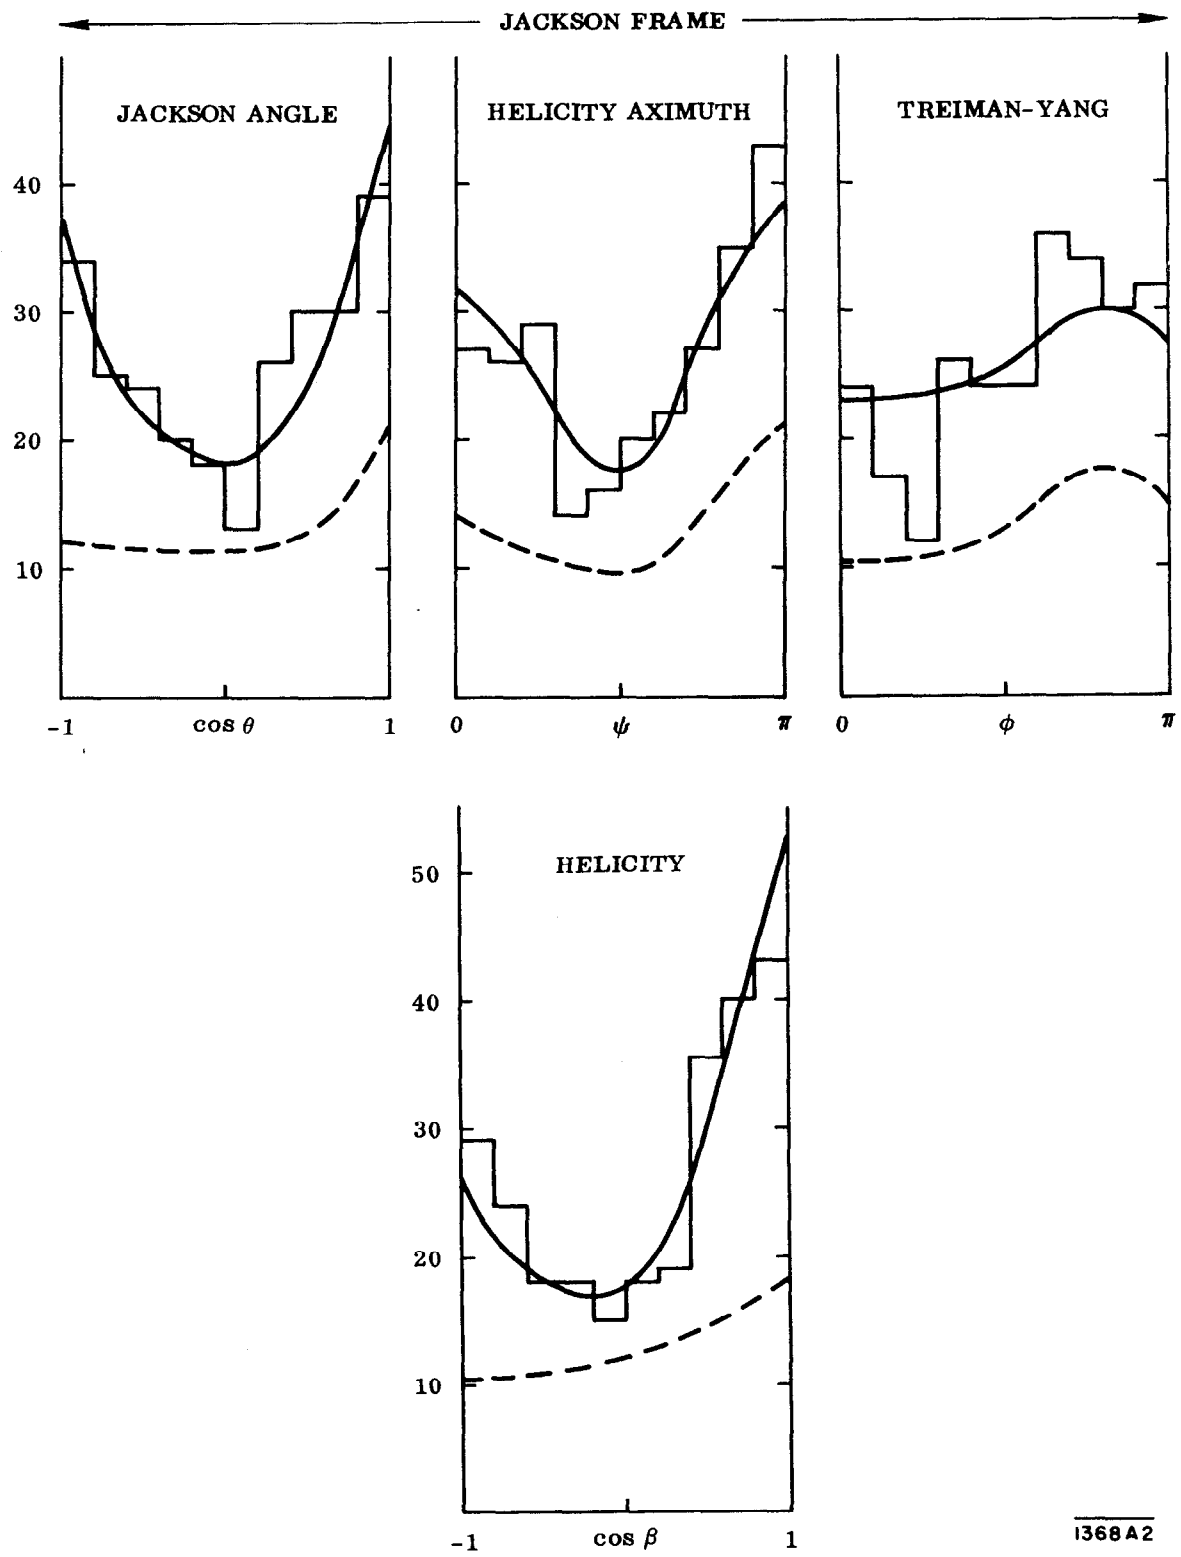 JACKSON FRAME
JACKSON ANGLE
HELICITY AXIMUTH
TREIMAN-YANG
40
30
20
10
-1
cos θ
1
0
ψ
π
0
ϕ
π
HELICITY
50
40
30
20
10
-1
cos β
1
1368A2